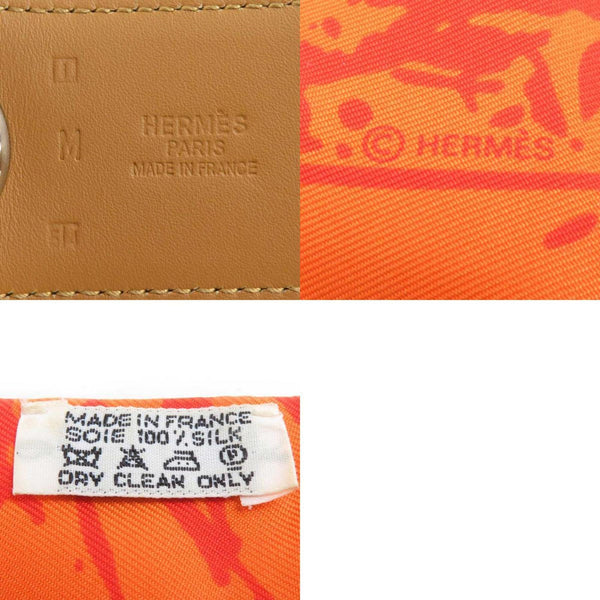 M
HERMÈS
PARIS
MADE IN FRANCE
© HERMÈS
MADE IN FRANCE
SOIE 100% SILK
P
DRY CLEAN ONLY